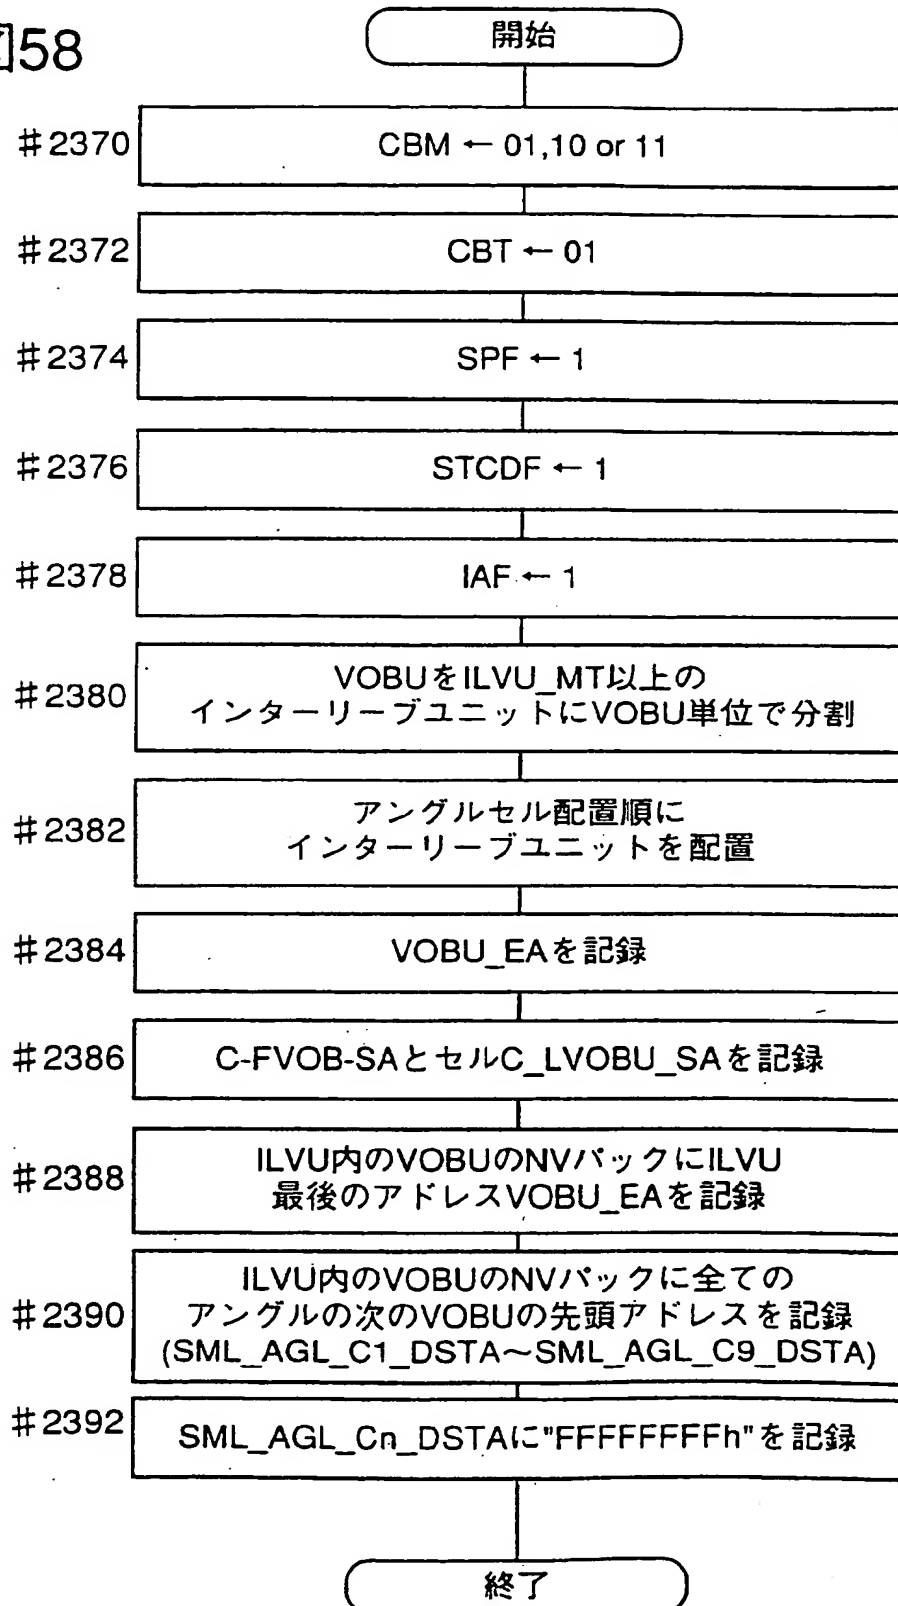 図58
開始
#2370
CBM ← 01,10 or 11
#2372
CBT ← 01
#2374
SPF ← 1
#2376
STCDF ← 1
#2378
IAF ← 1
#2380
VOBUをILVU_MT以上の
インターリーブユニットにVOBU単位で分割
#2382
アングルセル配置順に
インターリーブユニットを配置
#2384
VOBU_EAを記録
#2386
C-FVOB-SAとセルC_LVOBU_SAを記録
#2388
ILVU内のVOBUのNVパックにILVU
最後のアドレスVOBU_EAを記録
#2390
ILVU内のVOBUのNVパックに全ての
アングルの次のVOBUの先頭アドレスを記録
(SML_AGL_C1_DSTA～SML_AGL_C9_DSTA)
#2392
SML_AGL_Cn_DSTAに"FFFFFFFFh"を記録
終了